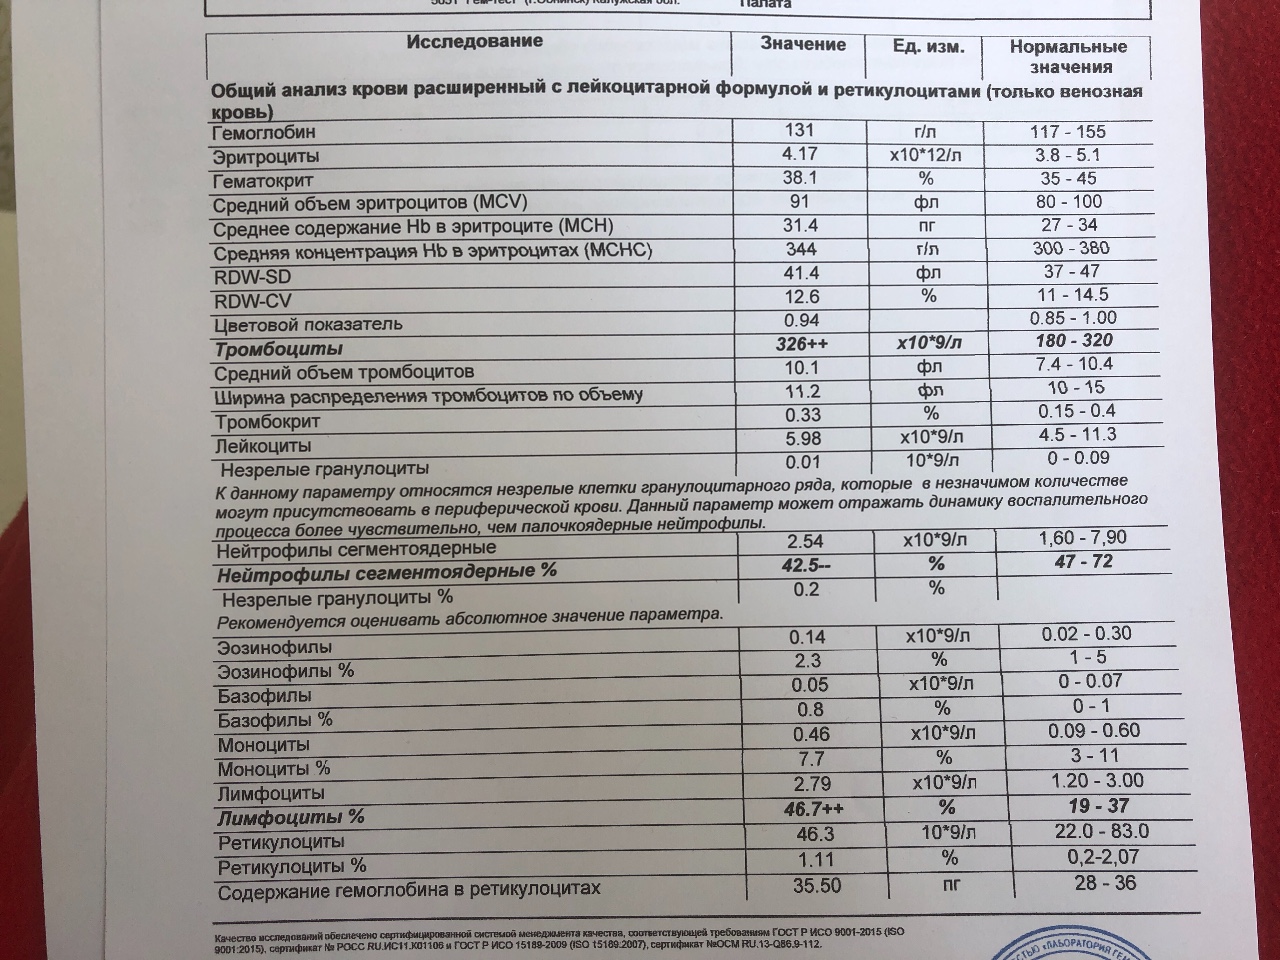 5051 "Гем-Тест" (г.Обнинск) Калужская обл. Палата
Исследование Значение Ед. изм. Нормальные значения
Общий анализ крови расширенный с лейкоцитарной формулой и ретикулоцитами (только венозная
кровь)
Гемоглобин 131 г/л 117 - 155
Эритроциты 4.17 x10*12/л 3.8 - 5.1
Гематокрит 38.1 % 35 - 45
Средний объем эритроцитов (MCV) 91 фл 80 - 100
Среднее содержание Hb в эритроците (MCH) 31.4 пг 27 - 34
Средняя концентрация Hb в эритроцитах (MCHC) 344 г/л 300 - 380
RDW-SD 41.4 фл 37 - 47
RDW-CV 12.6 % 11 - 14.5
Цветовой показатель 0.94 0.85 - 1.00
Тромбоциты 326++ x10*9/л 180 - 320
Средний объем тромбоцитов 10.1 фл 7.4 - 10.4
Ширина распределения тромбоцитов по объему 11.2 фл 10 - 15
Тромбокрит 0.33 % 0.15 - 0.4
Лейкоциты 5.98 x10*9/л 4.5 - 11.3
Незрелые гранулоциты 0.01 10*9/л 0 - 0.09
К данному параметру относятся незрелые клетки гранулоцитарного ряда, которые в незначимом количестве
могут присутствовать в периферической крови. Данный параметр может отражать динамику воспалительного
процесса более чувствительно, чем палочкоядерные нейтрофилы.
Нейтрофилы сегментоядерные 2.54 x10*9/л 1,60 - 7,90
Нейтрофилы сегментоядерные % 42.5-- % 47 - 72
Незрелые гранулоциты % 0.2 %
Рекомендуется оценивать абсолютное значение параметра.
Эозинофилы 0.14 x10*9/л 0.02 - 0.30
Эозинофилы % 2.3 % 1 - 5
Базофилы 0.05 x10*9/л 0 - 0.07
Базофилы % 0.8 % 0 - 1
Моноциты 0.46 x10*9/л 0.09 - 0.60
Моноциты % 7.7 % 3 - 11
Лимфоциты 2.79 x10*9/л 1.20 - 3.00
Лимфоциты % 46.7++ % 19 - 37
Ретикулоциты 46.3 10*9/л 22.0 - 83.0
Ретикулоциты % 1.11 % 0,2-2,07
Содержание гемоглобина в ретикулоцитах 35.50 пг 28 - 36
Качество исследований обеспечено сертифицированной системой менеджмента качества, соответствующей требованиям ГОСТ Р ИСО 9001-2015 (ISO
9001:2015), сертификат № РОСС RU.ИС11.К01106 и ГОСТ Р ИСО 15189-2009 (ISO 15189:2007), сертификат №ОСМ RU.13-QB6.9-112.